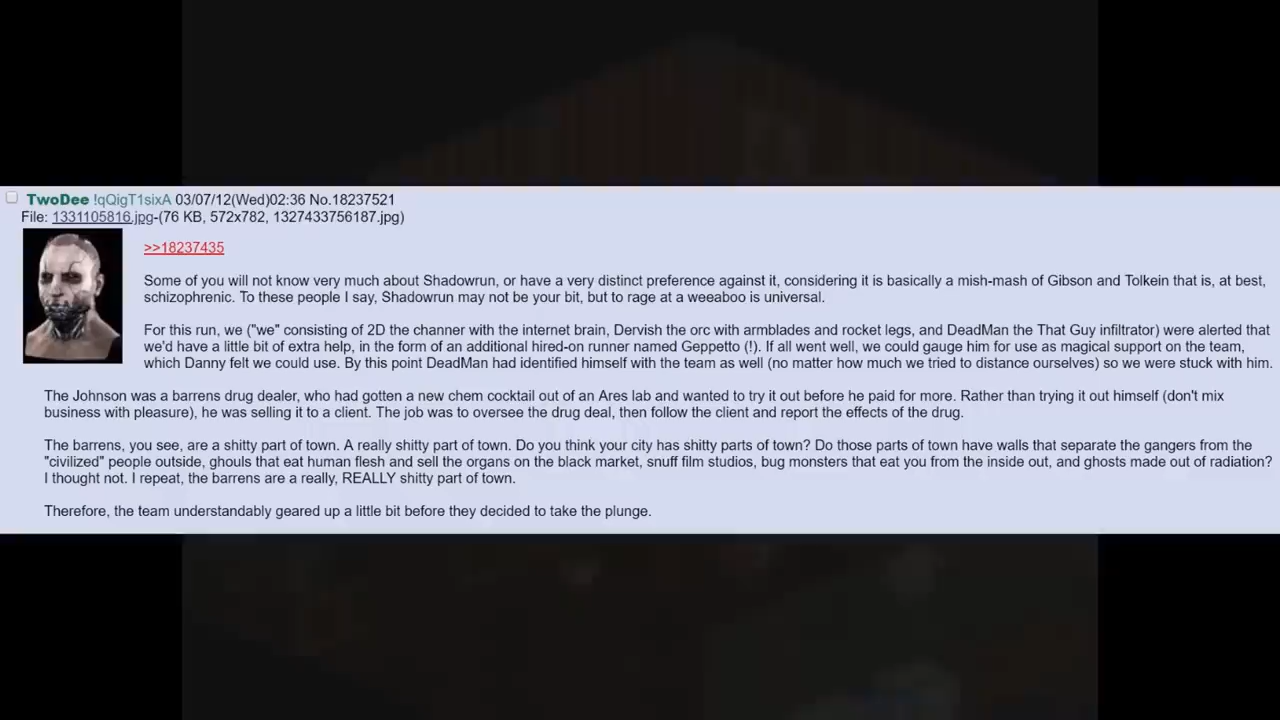 TwoDee !qQigT1sixA 03/07/12(Wed)02:36 No.18237521
File: 1331105816.jpg-(76 KB, 572x782, 1327433756187.jpg)
>>18237435
Some of you will not know very much about Shadowrun, or have a very distinct preference against it, considering it is basically a mish-mash of Gibson and Tolkein that is, at best,
schizophrenic. To these people I say, Shadowrun may not be your bit, but to rage at a weeaboo is universal.
For this run, we ("we" consisting of 2D the channer with the internet brain, Dervish the orc with armblades and rocket legs, and DeadMan the That Guy infiltrator) were alerted that
we'd have a little bit of extra help, in the form of an additional hired-on runner named Geppetto (!). If all went well, we could gauge him for use as magical support on the team,
which Danny felt we could use. By this point DeadMan had identified himself with the team as well (no matter how much we tried to distance ourselves) so we were stuck with him.
The Johnson was a barrens drug dealer, who had gotten a new chem cocktail out of an Ares lab and wanted to try it out before he paid for more. Rather than trying it out himself (don't mix
business with pleasure), he was selling it to a client. The job was to oversee the drug deal, then follow the client and report the effects of the drug.
The barrens, you see, are a shitty part of town. A really shitty part of town. Do you think your city has shitty parts of town? Do those parts of town have walls that separate the gangers from the
"civilized" people outside, ghouls that eat human flesh and sell the organs on the black market, snuff film studios, bug monsters that eat you from the inside out, and ghosts made out of radiation?
I thought not. I repeat, the barrens are a really, REALLY shitty part of town.
Therefore, the team understandably geared up a little bit before they decided to take the plunge.